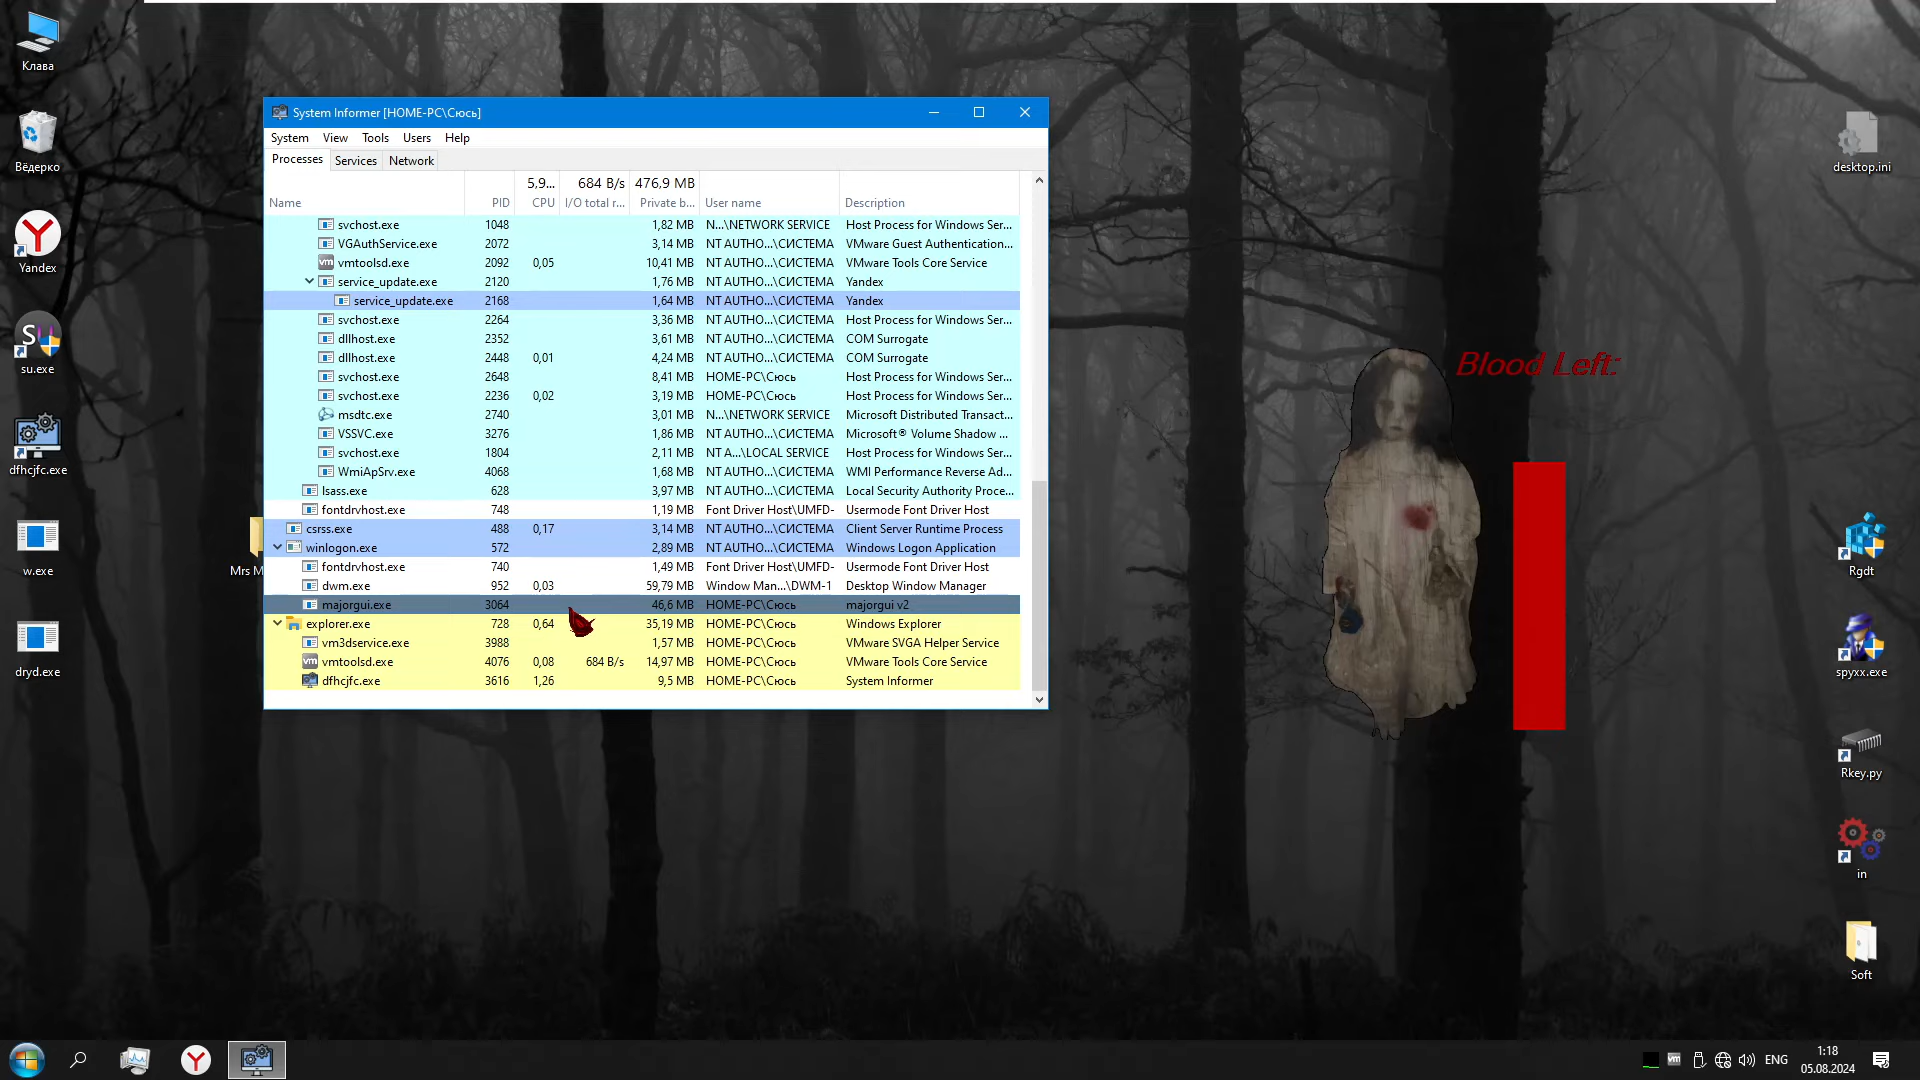 Клава
Вёдерко
Yandex
su.exe
dfhcjfc.exe
w.exe
dryd.exe
Mrs M
System Informer [HOME-PC\Сюсь]
System View Tools Users Help
Processes Services Network
5,9... 684 B/s 476,9 MB
Name PID CPU I/O total r... Private b... User name Description
svchost.exe 1048 1,82 MB N...\NETWORK SERVICE Host Process for Windows Ser...
VGAuthService.exe 2072 3,14 MB NT AUTHO...\СИСТЕМА VMware Guest Authentication...
vm vmtoolsd.exe 2092 0,05 10,41 MB NT AUTHO...\СИСТЕМА VMware Tools Core Service
service_update.exe 2120 1,76 MB NT AUTHO...\СИСТЕМА Yandex
service_update.exe 2168 1,64 MB NT AUTHO...\СИСТЕМА Yandex
svchost.exe 2264 3,36 MB NT AUTHO...\СИСТЕМА Host Process for Windows Ser...
dllhost.exe 2352 3,61 MB NT AUTHO...\СИСТЕМА COM Surrogate
dllhost.exe 2448 0,01 4,24 MB NT AUTHO...\СИСТЕМА COM Surrogate
svchost.exe 2648 8,41 MB HOME-PC\Сюсь Host Process for Windows Ser...
svchost.exe 2236 0,02 3,19 MB HOME-PC\Сюсь Host Process for Windows Ser...
msdtc.exe 2740 3,01 MB N...\NETWORK SERVICE Microsoft Distributed Transact...
VSSVC.exe 3276 1,86 MB NT AUTHO...\СИСТЕМА Microsoft® Volume Shadow ...
svchost.exe 1804 2,11 MB NT A...\LOCAL SERVICE Host Process for Windows Ser...
WmiApSrv.exe 4068 1,68 MB NT AUTHO...\СИСТЕМА WMI Performance Reverse Ad...
lsass.exe 628 3,97 MB NT AUTHO...\СИСТЕМА Local Security Authority Proce...
fontdrvhost.exe 748 1,19 MB Font Driver Host\UMFD- Usermode Font Driver Host
csrss.exe 488 0,17 3,14 MB NT AUTHO...\СИСТЕМА Client Server Runtime Process
winlogon.exe 572 2,89 MB NT AUTHO...\СИСТЕМА Windows Logon Application
fontdrvhost.exe 740 1,49 MB Font Driver Host\UMFD- Usermode Font Driver Host
dwm.exe 952 0,03 59,79 MB Window Man...\DWM-1 Desktop Window Manager
majorgui.exe 3064 46,6 MB HOME-PC\Сюсь majorgui v2
explorer.exe 728 0,64 35,19 MB HOME-PC\Сюсь Windows Explorer
vm3dservice.exe 3988 1,57 MB HOME-PC\Сюсь VMware SVGA Helper Service
vm vmtoolsd.exe 4076 0,08 684 B/s 14,97 MB HOME-PC\Сюсь VMware Tools Core Service
dfhcjfc.exe 3616 1,26 9,5 MB HOME-PC\Сюсь System Informer
Blood Left:
desktop.ini
Rgdt
spyxx.exe
Rkey.py
in
Soft
vm ENG
1:18
05.08.2024